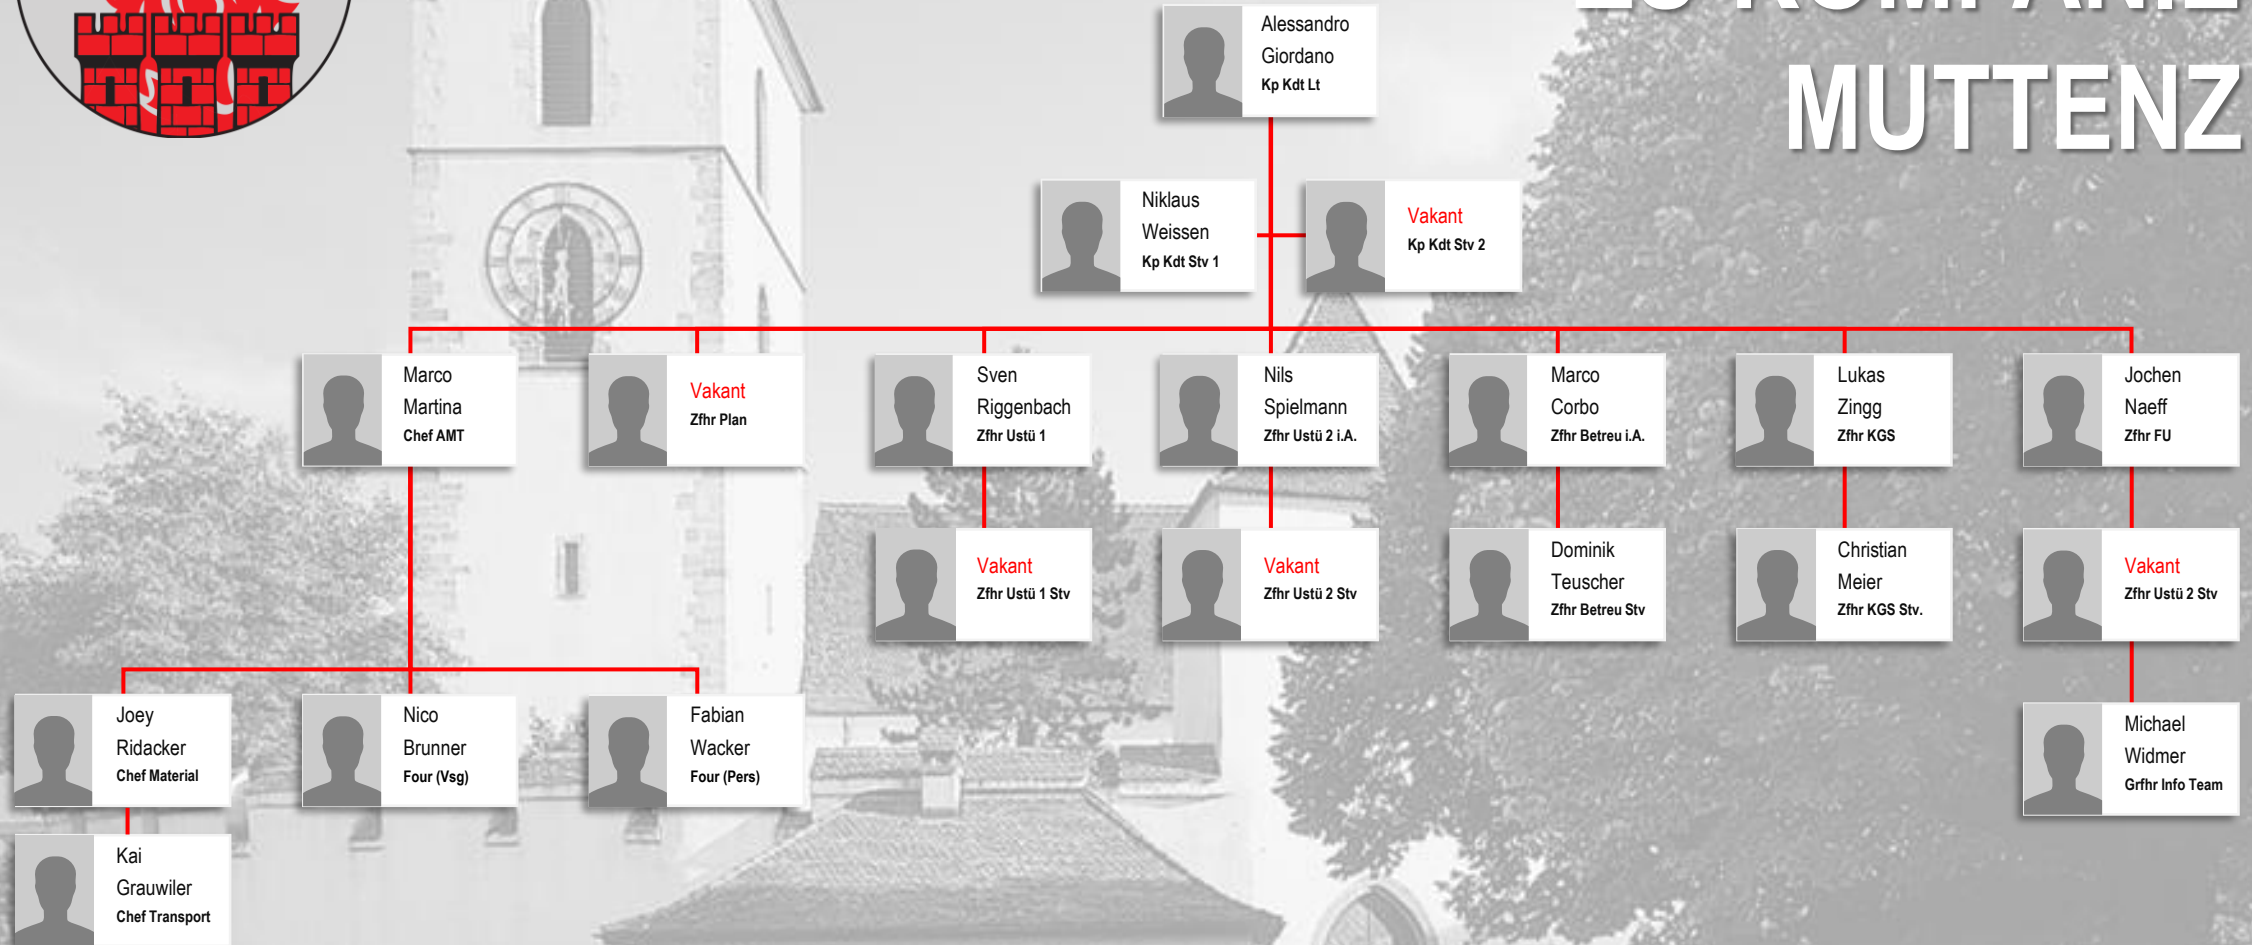 KOMPANIE
MUTTENZ
Alessandro
Giordano
Kp Kdt Lt
Niklaus
Weissen
Kp Kdt Stv 1
Vakant
Kp Kdt Stv 2
Marco
Martina
Chef AMT
Vakant
Zfhr Plan
Sven
Riggenbach
Zfhr Ustü 1
Nils
Spielmann
Zfhr Ustü 2 i.A.
Marco
Corbo
Zfhr Betreu i.A.
Lukas
Zingg
Zfhr KGS
Jochen
Naeff
Zfhr FU
Vakant
Zfhr Ustü 1 Stv
Vakant
Zfhr Ustü 2 Stv
Dominik
Teuscher
Zfhr Betreu Stv
Christian
Meier
Zfhr KGS Stv.
Vakant
Zfhr Ustü 2 Stv
Joey
Ridacker
Chef Material
Nico
Brunner
Four (Vsg)
Fabian
Wacker
Four (Pers)
Michael
Widmer
Grfhr Info Team
Kai
Grauwiler
Chef Transport